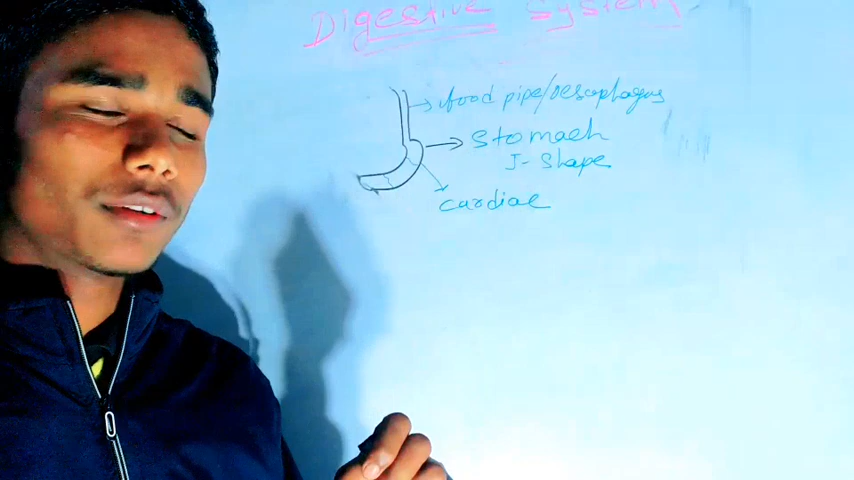 Digestive System
food pipe/oesophagus
Stomach
J-Shape
cardiac